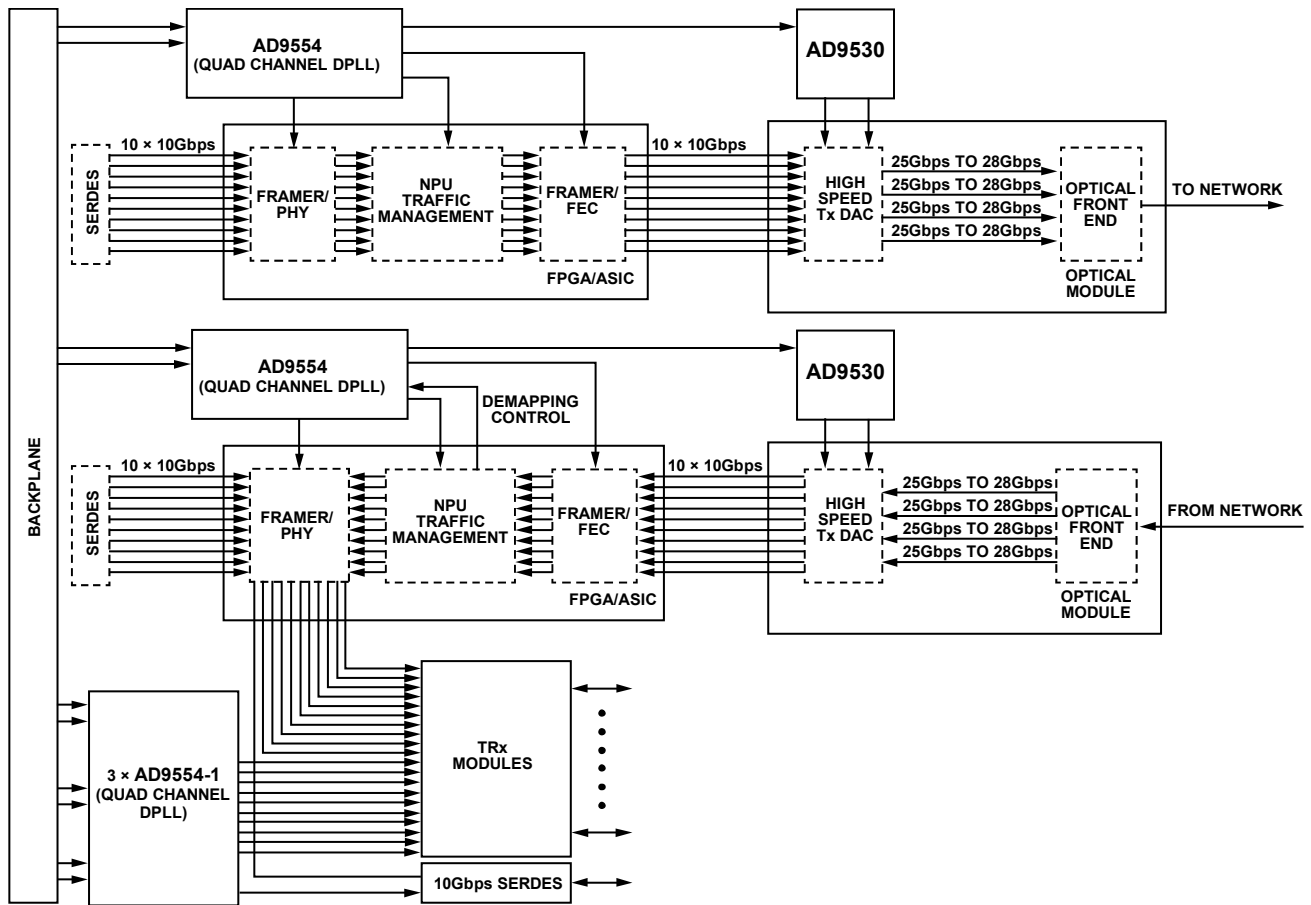 BACKPLANE
AD9554
(QUAD CHANNEL DPLL)
AD9530
SERDES
10 × 10Gbps
FRAMER/
PHY
NPU
TRAFFIC
MANAGEMENT
FRAMER/
FEC
FPGA/ASIC
10 × 10Gbps
HIGH
SPEED
Tx DAC
25Gbps TO 28Gbps
25Gbps TO 28Gbps
25Gbps TO 28Gbps
25Gbps TO 28Gbps
OPTICAL
FRONT
END
OPTICAL
MODULE
TO NETWORK
AD9554
(QUAD CHANNEL DPLL)
DEMAPPING
CONTROL
AD9530
SERDES
10 × 10Gbps
FRAMER/
PHY
NPU
TRAFFIC
MANAGEMENT
FRAMER/
FEC
FPGA/ASIC
10 × 10Gbps
HIGH
SPEED
Tx DAC
25Gbps TO 28Gbps
25Gbps TO 28Gbps
25Gbps TO 28Gbps
25Gbps TO 28Gbps
OPTICAL
FRONT
END
OPTICAL
MODULE
FROM NETWORK
3 × AD9554-1
(QUAD CHANNEL
DPLL)
TRx
MODULES
10Gbps SERDES